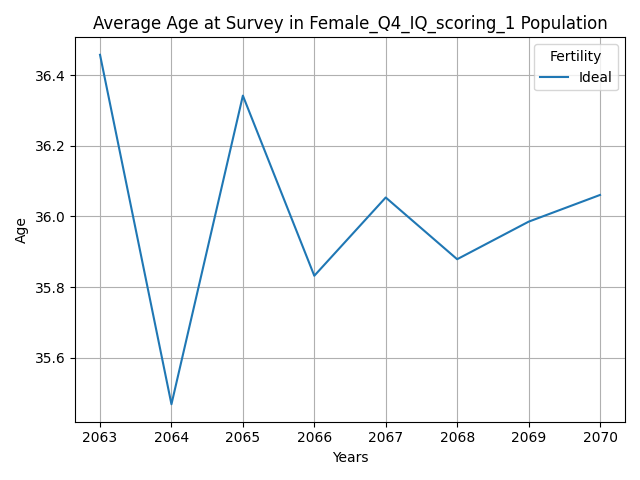 Average Age at Survey in Female_Q4_IQ_scoring_1 Population
Fertility
Ideal
36.4
36.2
36.0
35.8
35.6
Age
2063 2064 2065 2066 2067 2068 2069 2070
Years